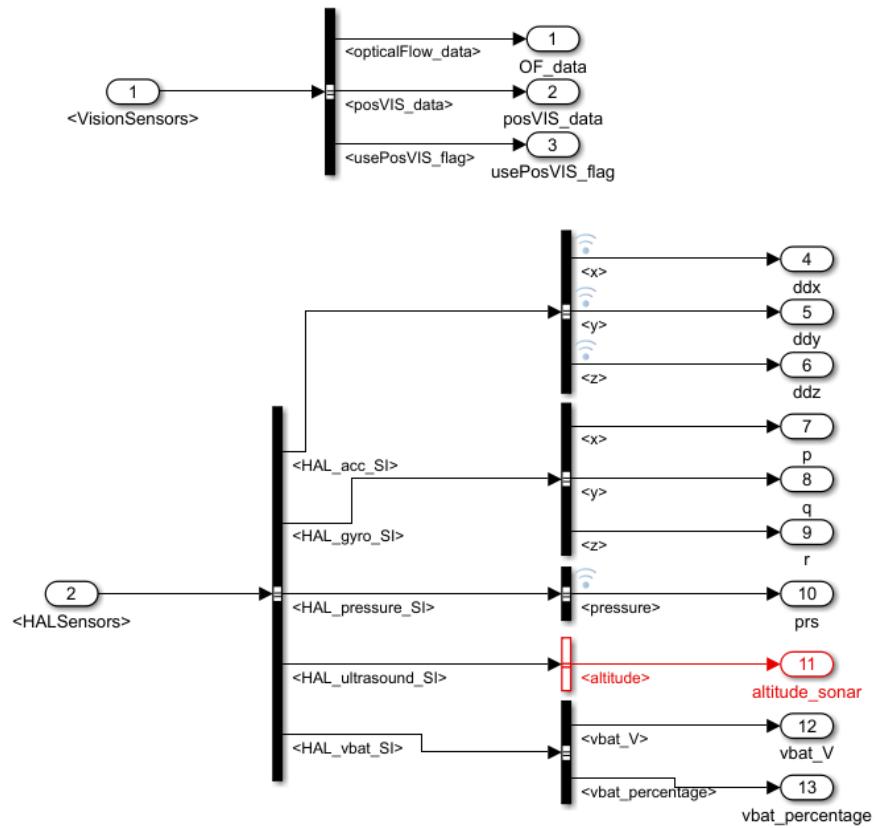 1
<VisionSensors>
<opticalFlow_data>
1
OF_data
<posVIS_data>
2
posVIS_data
<usePosVIS_flag>
3
usePosVIS_flag
2
<HALSensors>
<HAL_acc_SI>
<HAL_gyro_SI>
<HAL_pressure_SI>
<HAL_ultrasound_SI>
<HAL_vbat_SI>
<x>
4
ddx
<y>
5
ddy
<z>
6
ddz
<x>
7
p
<y>
8
q
<z>
9
r
<pressure>
10
prs
<altitude>
11
altitude_sonar
<vbat_V>
12
vbat_V
<vbat_percentage>
13
vbat_percentage